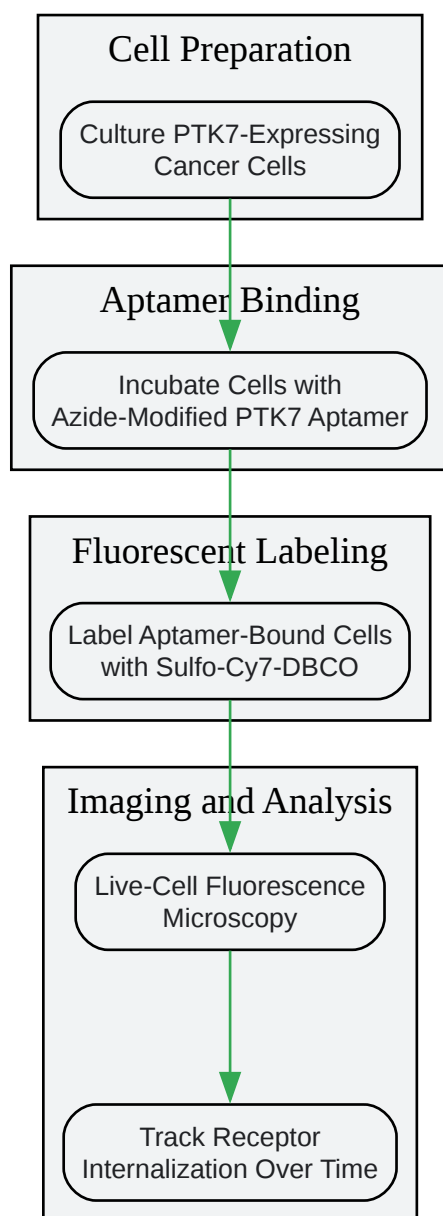 Cell Preparation
Culture PTK7-Expressing
Cancer Cells
Aptamer Binding
Incubate Cells with
Azide-Modified PTK7 Aptamer
Fluorescent Labeling
Label Aptamer-Bound Cells
with Sulfo-Cy7-DBCO
Imaging and Analysis
Live-Cell Fluorescence
Microscopy
Track Receptor
Internalization Over Time